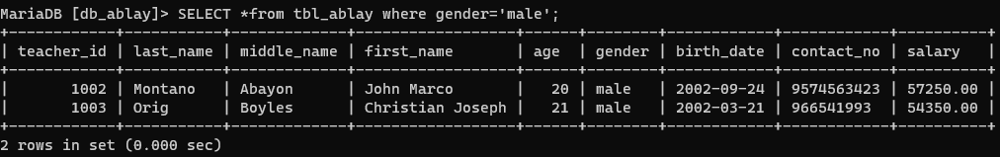 MariaDB [db_ablay]> SELECT *from tbl_ablay where gender='male';
+------------+-----------+-------------+------------------+-----+--------+------------+------------+----------+
| teacher_id | last_name | middle_name | first_name       | age | gender | birth_date | contact_no | salary   |
+------------+-----------+-------------+------------------+-----+--------+------------+------------+----------+
|       1002 | Montano   | Abayon      | John Marco       |  20 | male   | 2002-09-24 | 9574563423 | 57250.00 |
|       1003 | Orig      | Boyles      | Christian Joseph |  21 | male   | 2002-03-21 | 966541993  | 54350.00 |
+------------+-----------+-------------+------------------+-----+--------+------------+------------+----------+
2 rows in set (0.000 sec)